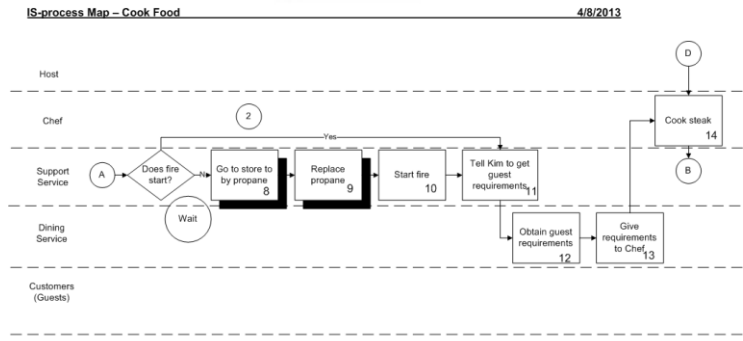 IS-process Map – Cook Food
4/8/2013
Host
D
Chef
2
Cook steak
14
Yes
Support
Service
A
Does fire
start?
N
Go to store to
by propane
8
Replace
propane
9
Start fire
10
Tell Kim to get
guest
requirements
11
B
Wait
Dining
Service
Obtain guest
requirements
12
Give
requirements
to Chef
13
Customers
(Guests)